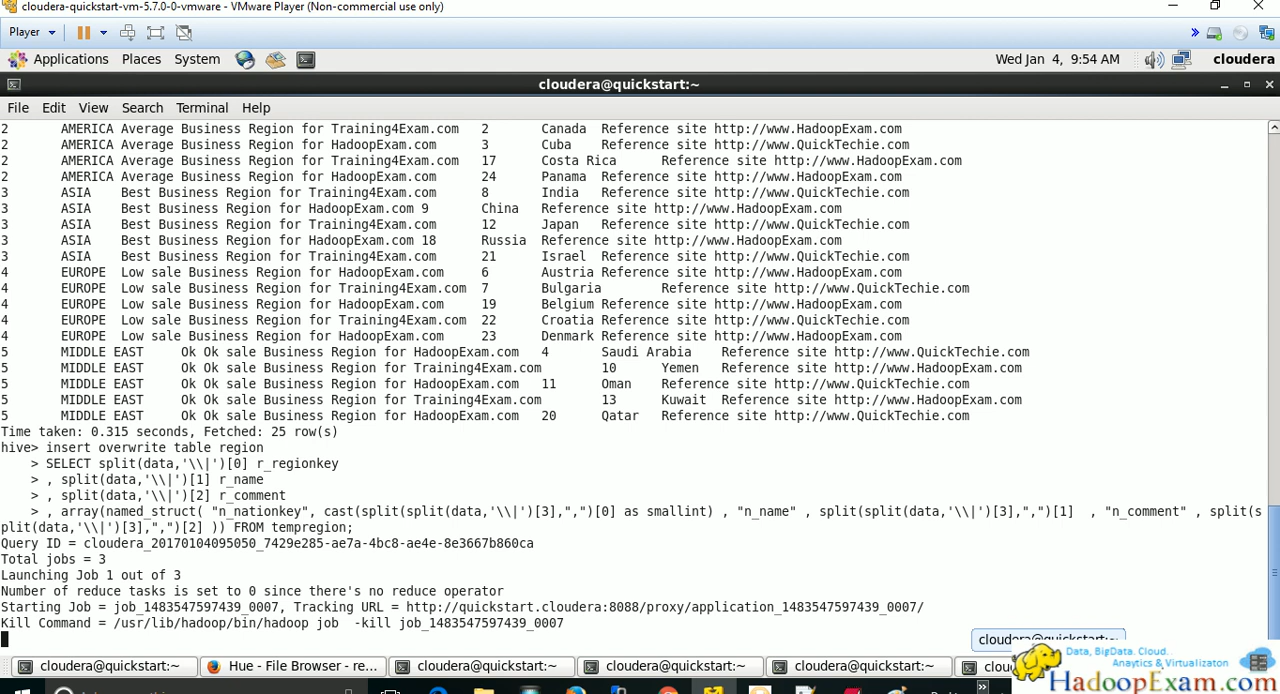 cloudera-quickstart-vm-5.7.0-0-vmware - VMware Player (Non-commercial use only)
Player
Applications Places System Wed Jan 4, 9:54 AM cloudera
cloudera@quickstart:~
File Edit View Search Terminal Help
2 AMERICA Average Business Region for Training4Exam.com 2 Canada Reference site http://www.HadoopExam.com
2 AMERICA Average Business Region for HadoopExam.com 3 Cuba Reference site http://www.QuickTechie.com
2 AMERICA Average Business Region for Training4Exam.com 17 Costa Rica Reference site http://www.HadoopExam.com
2 AMERICA Average Business Region for HadoopExam.com 24 Panama Reference site http://www.HadoopExam.com
3 ASIA Best Business Region for Training4Exam.com 8 India Reference site http://www.QuickTechie.com
3 ASIA Best Business Region for HadoopExam.com 9 China Reference site http://www.HadoopExam.com
3 ASIA Best Business Region for Training4Exam.com 12 Japan Reference site http://www.QuickTechie.com
3 ASIA Best Business Region for HadoopExam.com 18 Russia Reference site http://www.HadoopExam.com
3 ASIA Best Business Region for Training4Exam.com 21 Israel Reference site http://www.QuickTechie.com
4 EUROPE Low sale Business Region for HadoopExam.com 6 Austria Reference site http://www.HadoopExam.com
4 EUROPE Low sale Business Region for Training4Exam.com 7 Bulgaria Reference site http://www.QuickTechie.com
4 EUROPE Low sale Business Region for HadoopExam.com 19 Belgium Reference site http://www.HadoopExam.com
4 EUROPE Low sale Business Region for Training4Exam.com 22 Croatia Reference site http://www.QuickTechie.com
4 EUROPE Low sale Business Region for HadoopExam.com 23 Denmark Reference site http://www.HadoopExam.com
5 MIDDLE EAST Ok Ok sale Business Region for HadoopExam.com 4 Saudi Arabia Reference site http://www.QuickTechie.com
5 MIDDLE EAST Ok Ok sale Business Region for Training4Exam.com 10 Yemen Reference site http://www.HadoopExam.com
5 MIDDLE EAST Ok Ok sale Business Region for HadoopExam.com 11 Oman Reference site http://www.QuickTechie.com
5 MIDDLE EAST Ok Ok sale Business Region for Training4Exam.com 13 Kuwait Reference site http://www.HadoopExam.com
5 MIDDLE EAST Ok Ok sale Business Region for HadoopExam.com 20 Qatar Reference site http://www.QuickTechie.com
Time taken: 0.315 seconds, Fetched: 25 row(s)
hive> insert overwrite table region
> SELECT split(data,'\\|')[0] r_regionkey
> , split(data,'\\|')[1] r_name
> , split(data,'\\|')[2] r_comment
> , array(named_struct( "n_nationkey", cast(split(split(data,'\\|')[3],",")[0] as smallint) , "n_name" , split(split(data,'\\|')[3],",")[1] , "n_comment" , split(s
plit(data,'\\|')[3],",")[2] )) FROM tempregion;
Query ID = cloudera_20170104095050_7429e285-ae7a-4bc8-ae4e-8e3667b860ca
Total jobs = 3
Launching Job 1 out of 3
Number of reduce tasks is set to 0 since there's no reduce operator
Starting Job = job_1483547597439_0007, Tracking URL = http://quickstart.cloudera:8088/proxy/application_1483547597439_0007/
Kill Command = /usr/lib/hadoop/bin/hadoop job -kill job_1483547597439_0007
cloudera@quickstart:~
cloudera@quickstart:~ Hue - File Browser - ... cloudera@quickstart:~ cloudera@quickstart:~ cloudera@quickstart:~
Data, BigData. Cloud.
Anaytics & Virtualizaton
HadoopExam.com